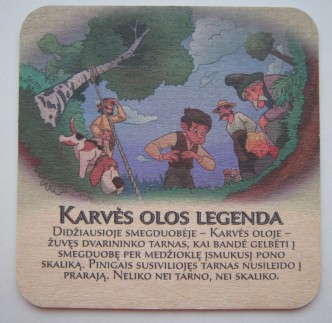 Karvės olos legenda
Didžiausioje smegduobėje – Karvės oloje –
žuvęs dvarininko tarnas, kai bandė gelbėti į
smegduobę per medžioklę įsmukusį pono
skaliką. Pinigais susiviliojęs tarnas nusileido į
prarają. Neliko nei tarno, nei skaliko.